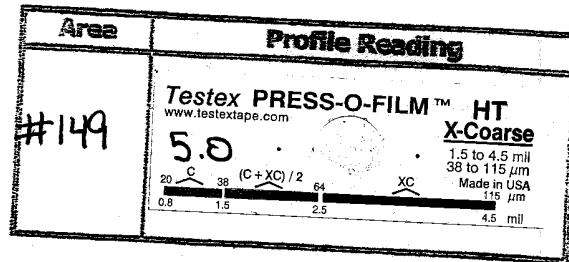 Area
Profile Reading
#149
Testex PRESS-O-FILM™ HT
www.testextape.com
X-Coarse
5.0
1.5 to 4.5 mil
38 to 115 µm
Made in USA
C (C + XC) / 2 XC
20 38 64 115 µm
0.8 1.5 2.5 4.5 mil